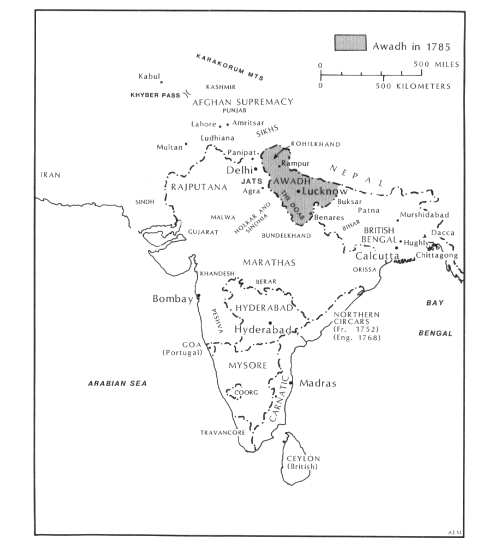 Awadh in 1785
0 500 MILES
0 500 KILOMETERS
KARAKORUM MTS
Kabul
KHYBER PASS
KASHMIR
AFGHAN SUPREMACY
PUNJAB
Lahore
Amritsar
SIKHS
Ludhiana
Multan
Panipat
ROHILKHAND
Rampur
NEPAL
IRAN
Delhi
JATS
Agra
AWADH
Lucknow
THE DOAB
RAJPUTANA
SINDH
Buksar
Patna
Benares
BIHAR
Murshidabad
MALWA
HOLKAR AND
SINDHIA
GUJARAT
BUNDELKHAND
BRITISH
BENGAL
Hughly
Dacca
Calcutta
Chittagong
MARATHAS
ORISSA
KHANDESH
BERAR
Bombay
PESHVA
HYDERABAD
Hyderabad
NORTHERN
CIRCARS
(Fr. 1752)
(Eng. 1768)
BAY
BENGAL
GOA
(Portugal)
MYSORE
ARABIAN SEA
COORG
CARNATIC
Madras
TRAVANCORE
CEYLON
(British)
AEM